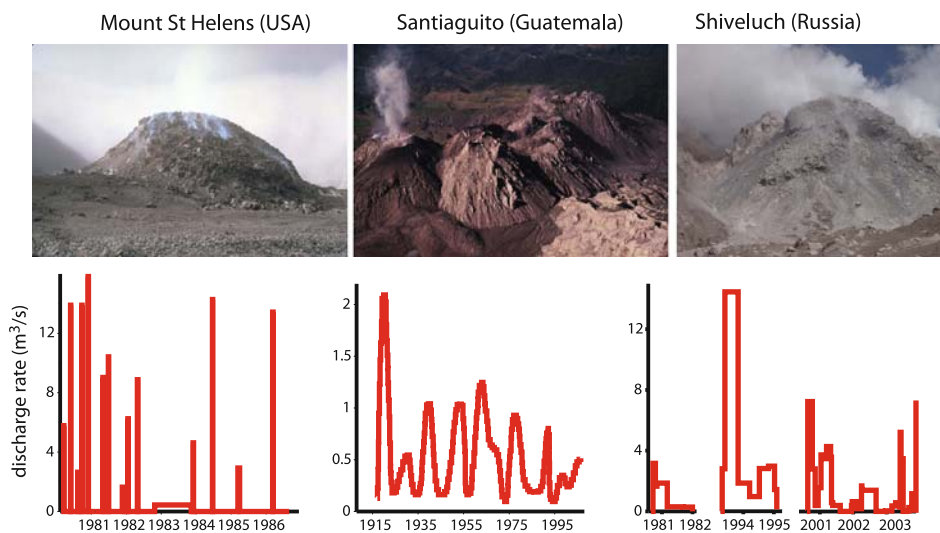 Mount St Helens (USA)
Santiaguito (Guatemala)
Shiveluch (Russia)
discharge rate (m³/s)
12
8
4
0
1981 1982 1983 1984 1985 1986
2
1.5
1
0.5
0
1915 1935 1955 1975 1995
12
8
4
0
1981 1982 1994 1995 2001 2002 2003